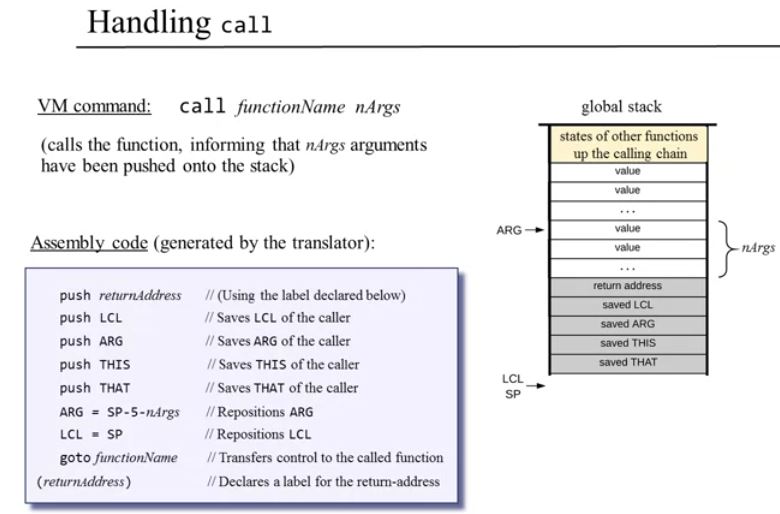 Handling call
VM command: call functionName nArgs
(calls the function, informing that nArgs arguments
have been pushed onto the stack)
Assembly code (generated by the translator):
push returnAddress // (Using the label declared below)
push LCL // Saves LCL of the caller
push ARG // Saves ARG of the caller
push THIS // Saves THIS of the caller
push THAT // Saves THAT of the caller
ARG = SP-5-nArgs // Repositions ARG
LCL = SP // Repositions LCL
goto functionName // Transfers control to the called function
(returnAddress) // Declares a label for the return-address
global stack
states of other functions
up the calling chain
value
value
...
ARG
value
value
...
nArgs
return address
saved LCL
saved ARG
saved THIS
saved THAT
LCL
SP